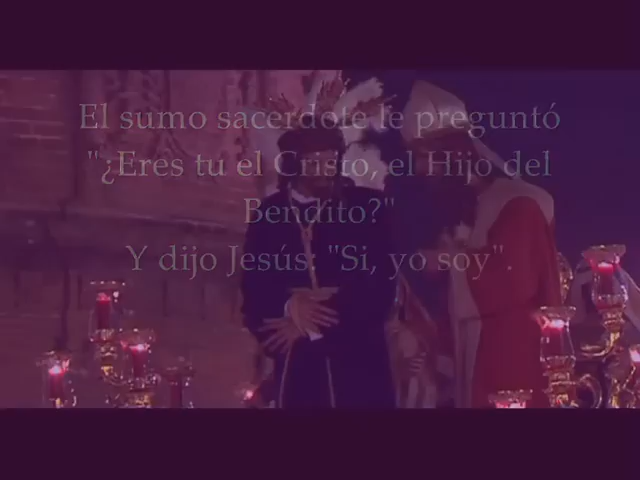 El sumo sacerdote le preguntó
"¿Eres tu el Cristo, el Hijo del
Bendito?"
Y dijo Jesús: "Si, yo soy".